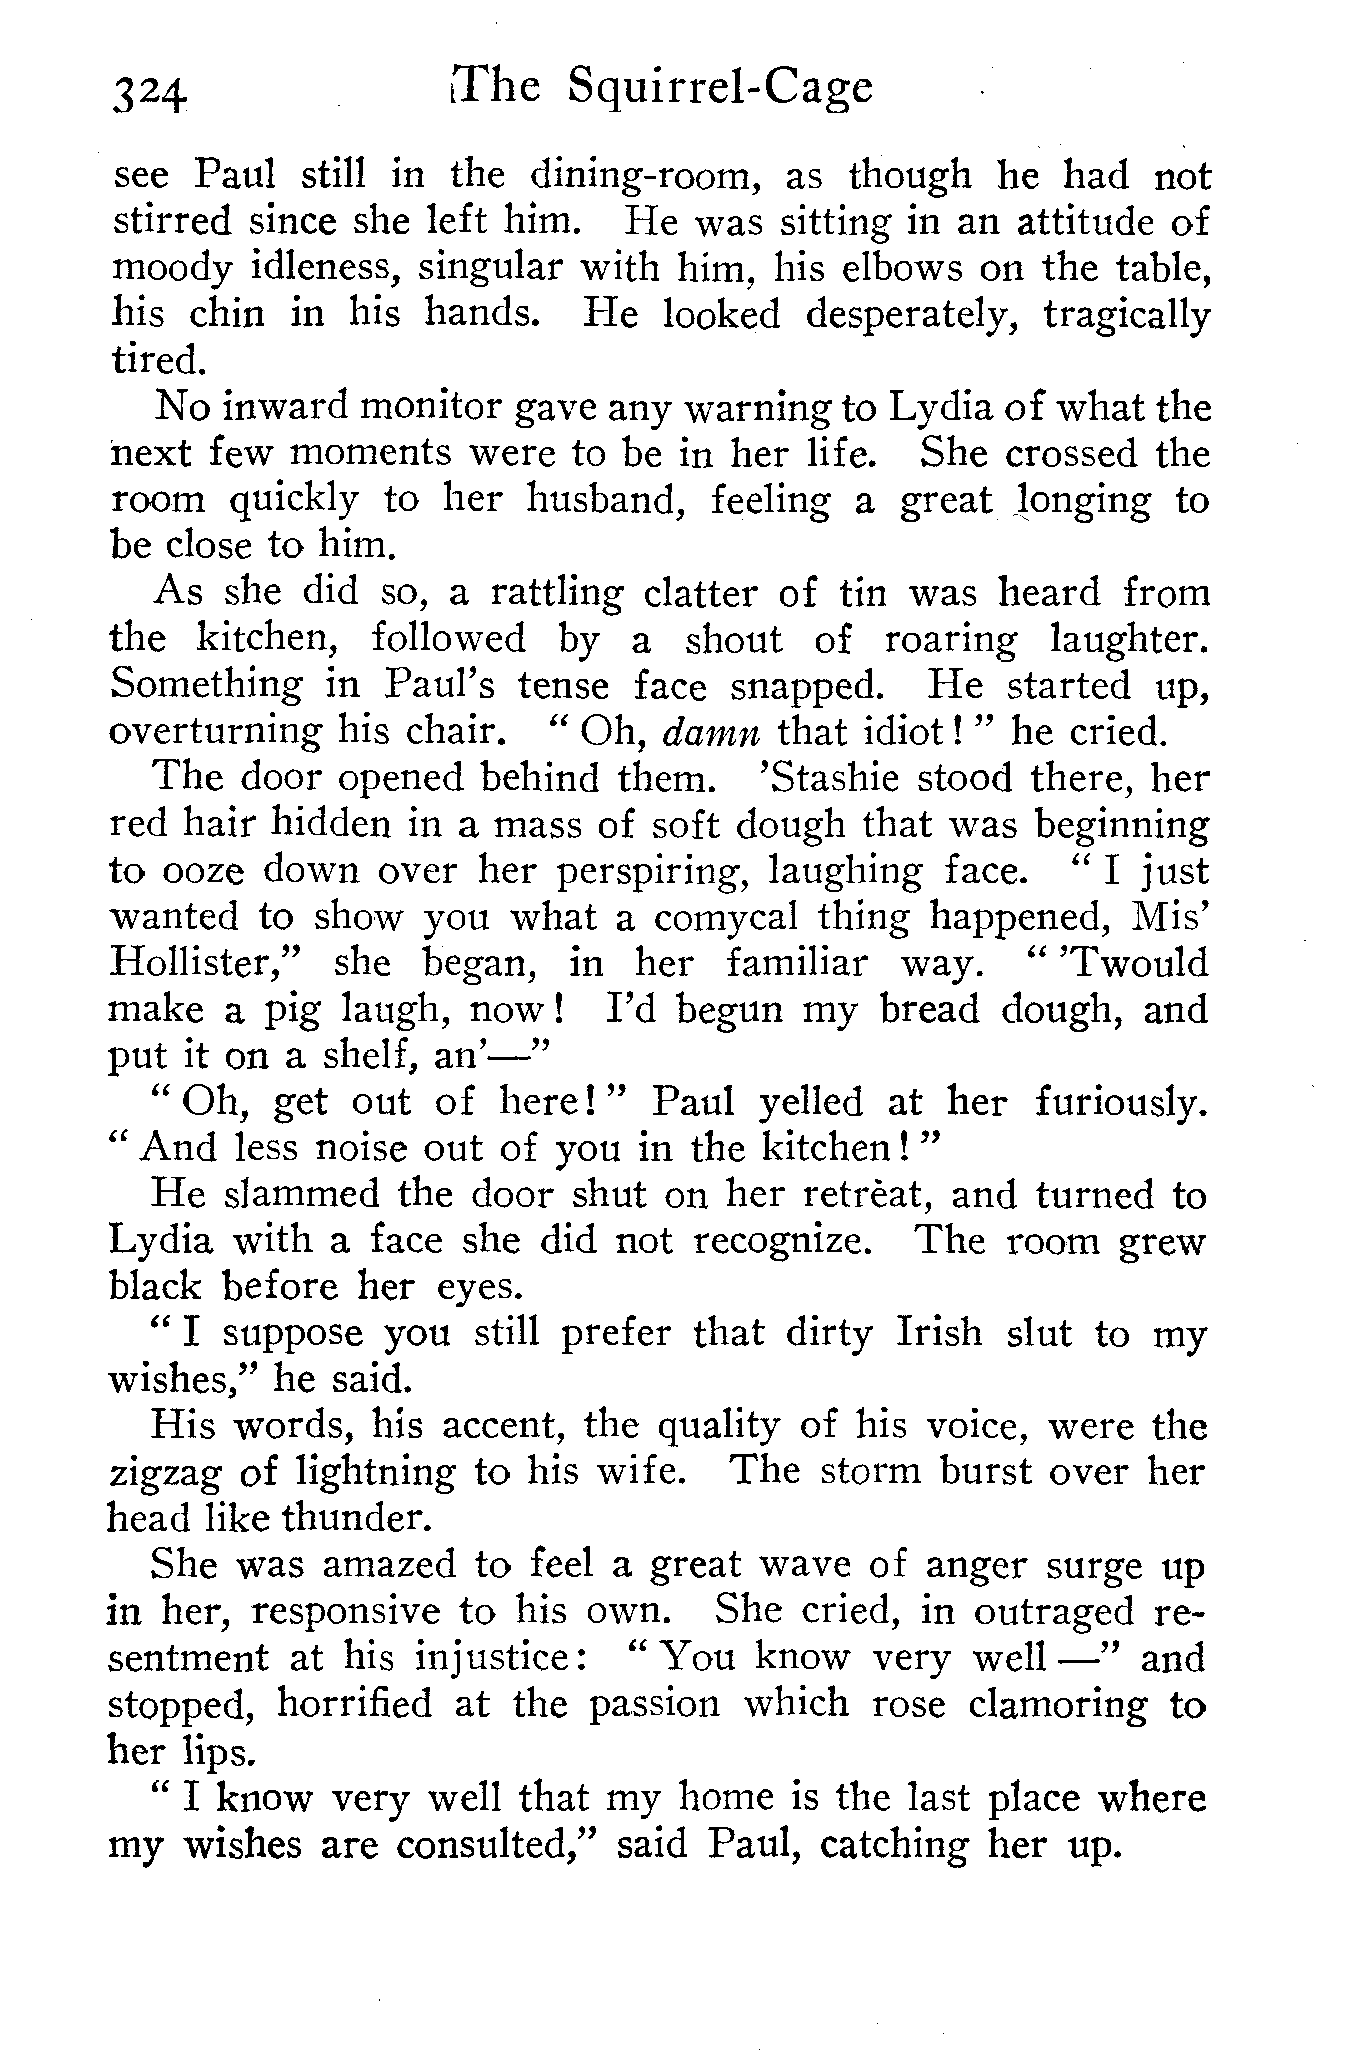 324 The Squirrel-Cage
see Paul still in the dining-room, as though he had not
stirred since she left him. He was sitting in an attitude of
moody idleness, singular with him, his elbows on the table,
his chin in his hands. He looked desperately, tragically
tired.
No inward monitor gave any warning to Lydia of what the
next few moments were to be in her life. She crossed the
room quickly to her husband, feeling a great longing to
be close to him.
As she did so, a rattling clatter of tin was heard from
the kitchen, followed by a shout of roaring laughter.
Something in Paul's tense face snapped. He started up,
overturning his chair. “ Oh, damn that idiot ! ” he cried.
The door opened behind them. 'Stashie stood there, her
red hair hidden in a mass of soft dough that was beginning
to ooze down over her perspiring, laughing face. “ I just
wanted to show you what a comycal thing happened, Mis'
Hollister,” she began, in her familiar way. “ 'Twould
make a pig laugh, now ! I'd begun my bread dough, and
put it on a shelf, an'—”
“ Oh, get out of here! ” Paul yelled at her furiously.
“ And less noise out of you in the kitchen ! ”
He slammed the door shut on her retreat, and turned to
Lydia with a face she did not recognize. The room grew
black before her eyes.
“ I suppose you still prefer that dirty Irish slut to my
wishes,” he said.
His words, his accent, the quality of his voice, were the
zigzag of lightning to his wife. The storm burst over her
head like thunder.
She was amazed to feel a great wave of anger surge up
in her, responsive to his own. She cried, in outraged re-
sentment at his injustice: “ You know very well —” and
stopped, horrified at the passion which rose clamoring to
her lips.
“ I know very well that my home is the last place where
my wishes are consulted,” said Paul, catching her up.